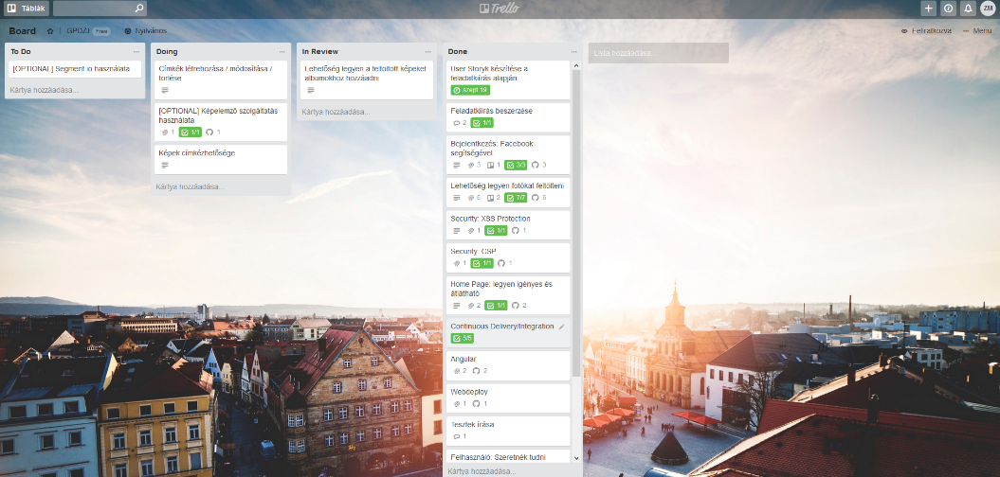 Táblák
Trello
ZM
Board
GPDZJ
Free
Nyilvános
Feliratkozva
Menü
To Do
[OPTIONAL] Segment.io használata
Kártya hozzáadása...
Doing
Címkék létrehozása / módosítása /
törlése
[OPTIONAL] Képelemző szolgáltatás
használata
1
1/1
1
Képek címkézhetősége
Kártya hozzáadása...
In Review
Lehetőség legyen a feltöltött képeket
albumokhoz hozzáadni
Kártya hozzáadása...
Done
User Storyk készítése a
feladatkiírás alapján.
szept 19
Feladatkiírás beszerzése
2
1/1
Bejelentkezés: Facebook
segítségével
3
1
3/3
3
Lehetőség legyen fotókat feltölteni
6
2
7/7
6
Security: XSS Protection
1
1/1
1
Security: CSP
1
1/1
1
Home Page: legyen igényes és
átlátható
2
1/1
2
Continuous Delivery/Integration
5/5
Angular
2
2
Webdeploy
1
1
Tesztek írása
1
Felhasználó: Szeretnék tudni
Kártya hozzáadása...
Lista hozzáadása...